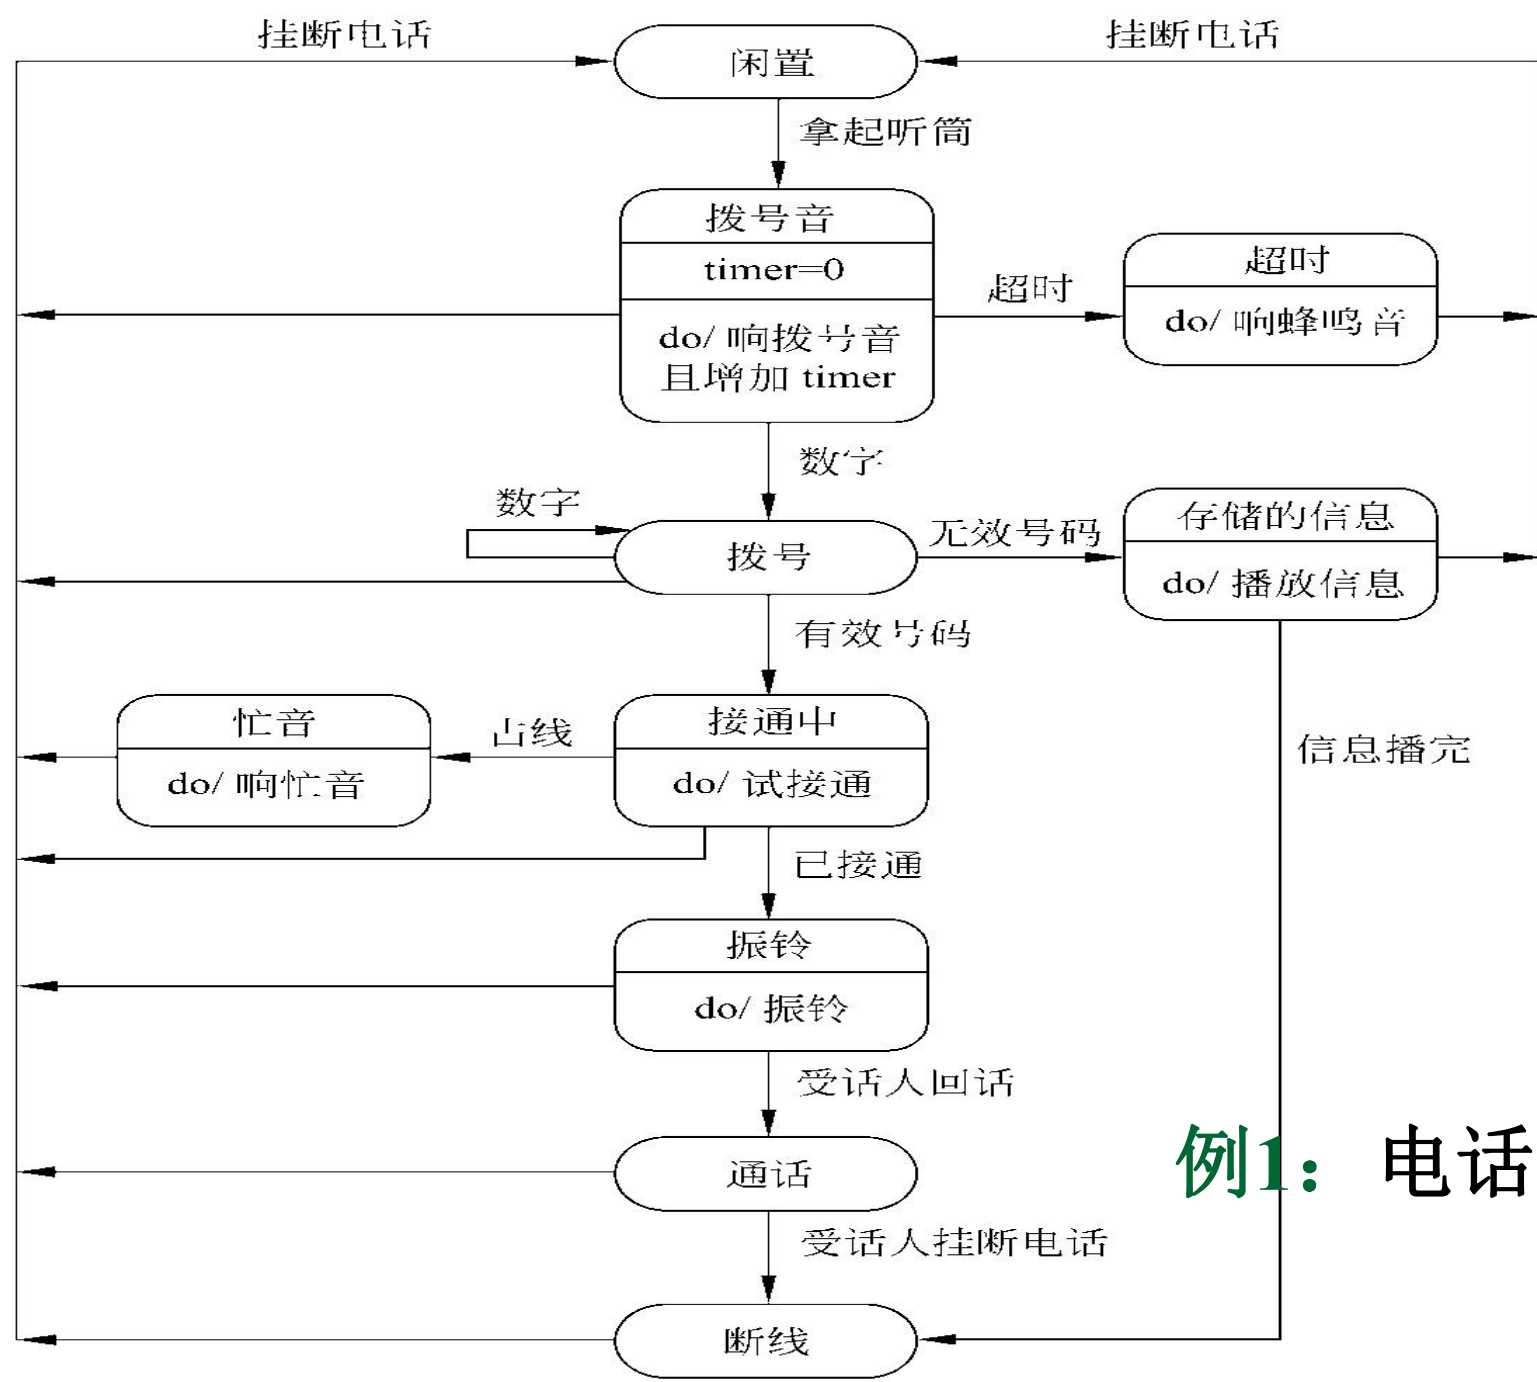 挂断电话
闲置
挂断电话
拿起听筒
拨号音
timer=0
do/ 响拨号音
且增加 timer
超时
超时
do/ 响蜂鸣音
数字
数字
拨号
无效号码
存储的信息
do/ 播放信息
有效号码
忙音
do/ 响忙音
占线
接通中
do/ 试接通
信息播完
已接通
振铃
do/ 振铃
受话人回话
例1：电话
通话
受话人挂断电话
断线